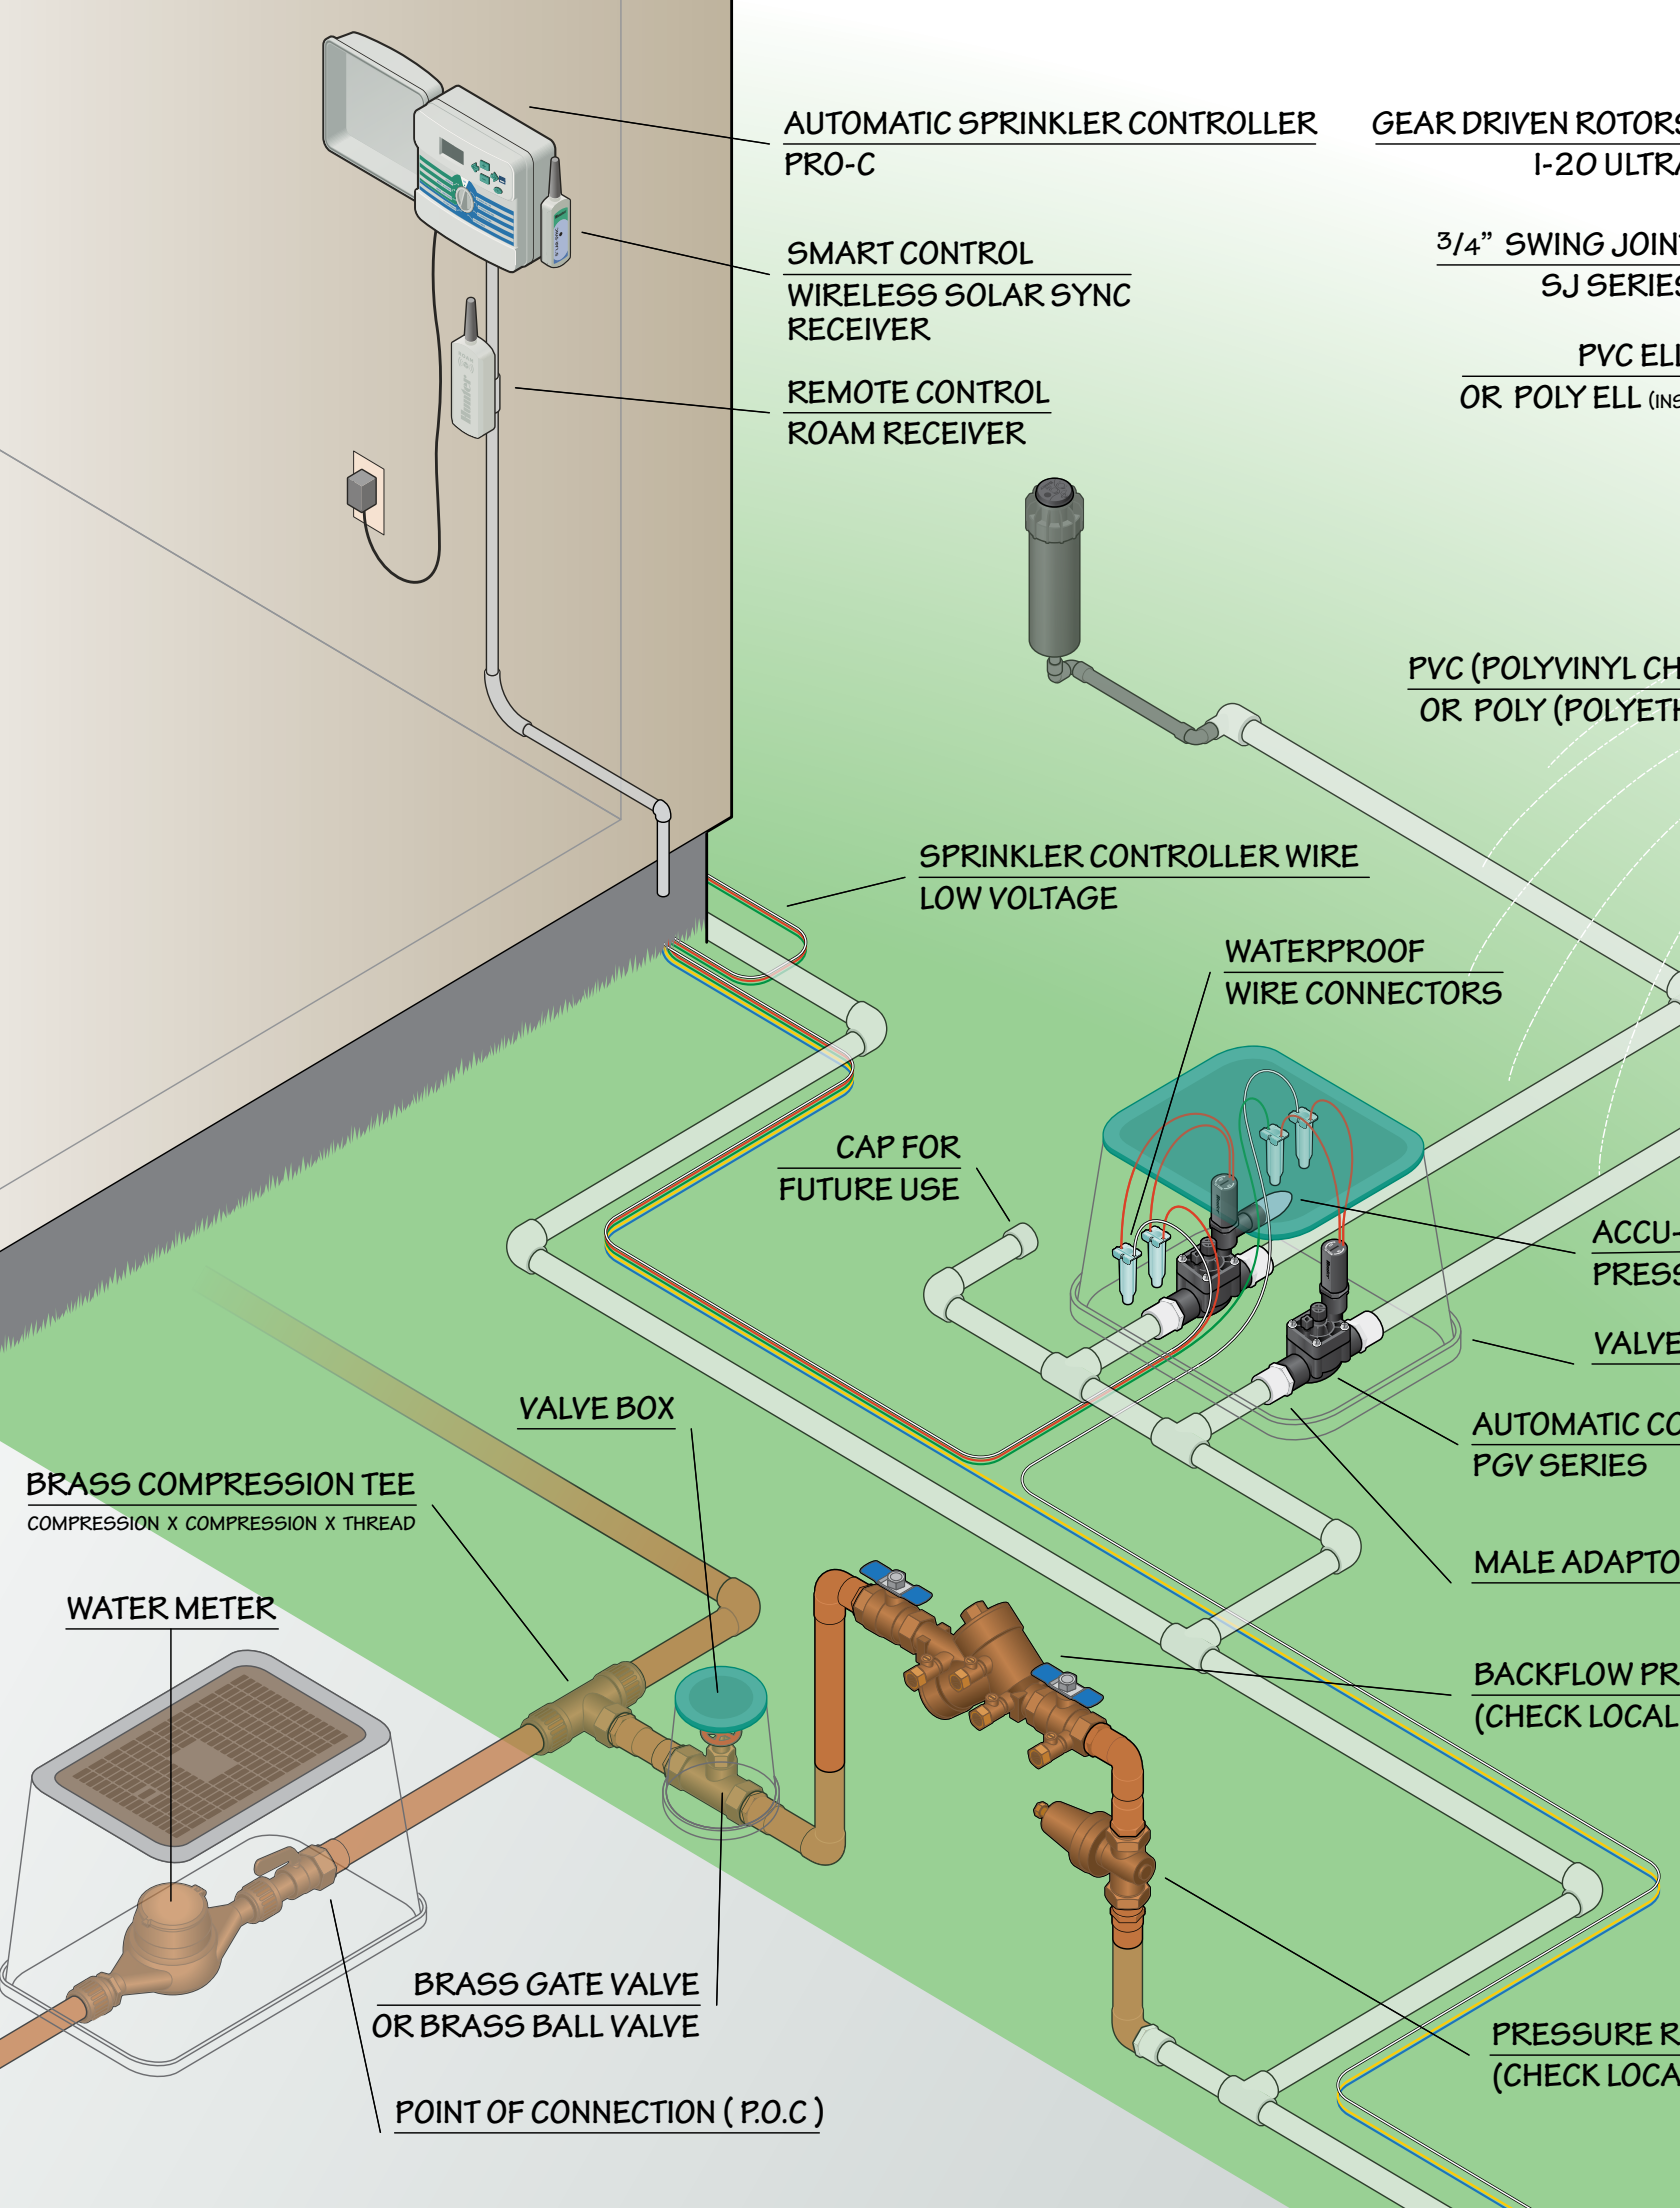 AUTOMATIC SPRINKLER CONTROLLER
PRO-C
GEAR DRIVEN ROTORS
I-20 ULTRA
SMART CONTROL
WIRELESS SOLAR SYNC
RECEIVER
3/4” SWING JOINT
SJ SERIES
REMOTE CONTROL
ROAM RECEIVER
PVC ELL
OR POLY ELL (INS
Hunter
PVC (POLYVINYL CH
OR POLY (POLYETH
SPRINKLER CONTROLLER WIRE
LOW VOLTAGE
WATERPROOF
WIRE CONNECTORS
CAP FOR
FUTURE USE
ACCU-
PRESS
VALVE
VALVE BOX
AUTOMATIC CO
PGV SERIES
BRASS COMPRESSION TEE
COMPRESSION X COMPRESSION X THREAD
MALE ADAPTO
WATER METER
BACKFLOW PR
(CHECK LOCAL
BRASS GATE VALVE
OR BRASS BALL VALVE
PRESSURE R
(CHECK LOCA
POINT OF CONNECTION ( P.O.C )